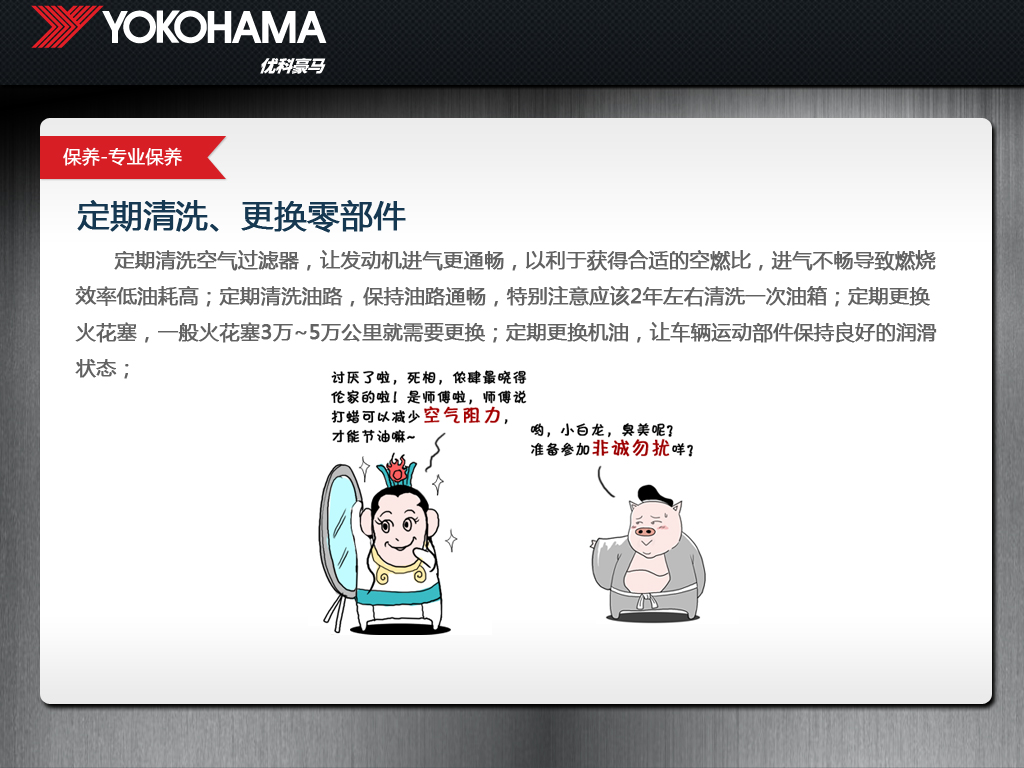 YOKOHAMA
优科豪马
保养-专业保养
定期清洗、更换零部件
定期清洗空气过滤器，让发动机进气更通畅，以利于获得合适的空燃比，进气不畅导致燃烧
效率低油耗高；定期清洗油路，保持油路通畅，特别注意应该2年左右清洗一次油箱；定期更换
火花塞，一般火花塞3万~5万公里就需要更换；定期更换机油，让车辆运动部件保持良好的润滑
状态；
讨厌了啦，死相，侬肆最晓得
伦家的啦！是师傅啦，师傅说
打蜡可以减少空气阻力，
才能节油嘛~
哟，小白龙，臭美呢？
准备参加非诚勿扰咩？